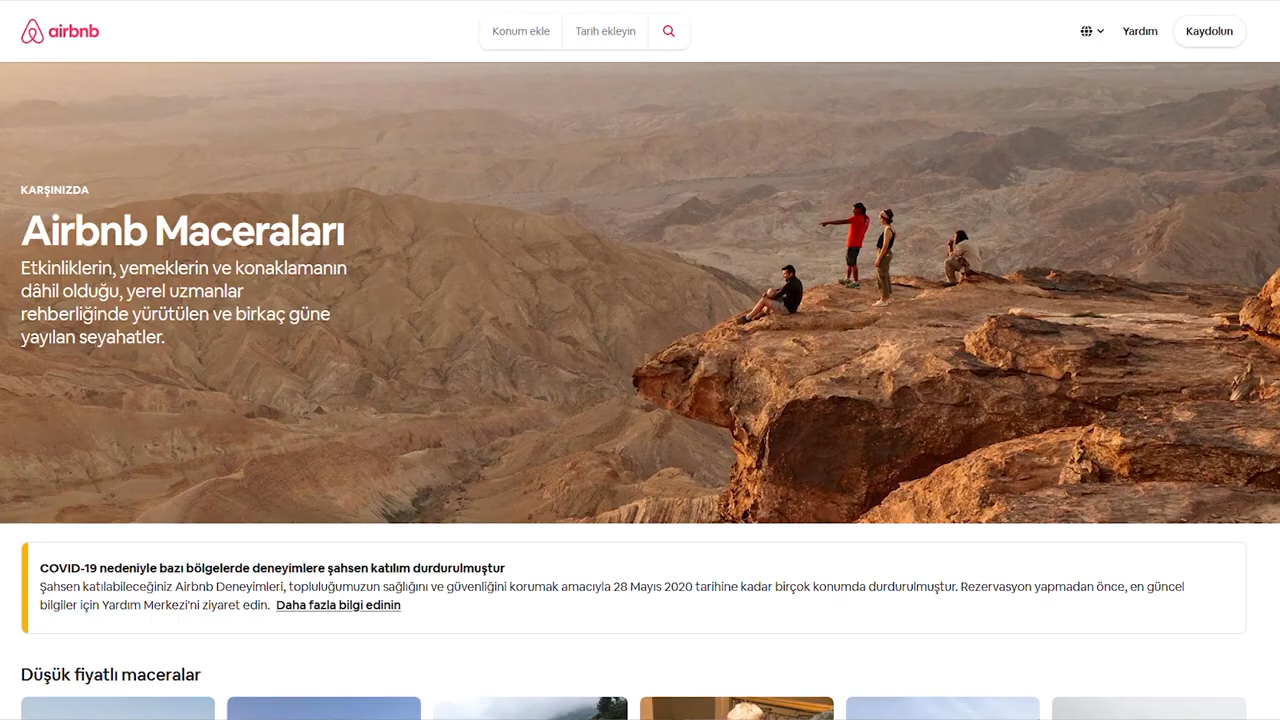 airbnb
Konum ekle
Tarih ekleyin
Yardım
Kaydolun
KARŞINIZDA
Airbnb Maceraları
Etkinliklerin, yemeklerin ve konaklamanın
dâhil olduğu, yerel uzmanlar
rehberliğinde yürütülen ve birkaç güne
yayılan seyahatler.
COVID-19 nedeniyle bazı bölgelerde deneyimlere şahsen katılım durdurulmuştur
Şahsen katılabileceğiniz Airbnb Deneyimleri, topluluğumuzun sağlığını ve güvenliğini korumak amacıyla 28 Mayıs 2020 tarihine kadar birçok konumda durdurulmuştur. Rezervasyon yapmadan önce, en güncel
bilgiler için Yardım Merkezi'ni ziyaret edin. Daha fazla bilgi edinin
Düşük fiyatlı maceralar